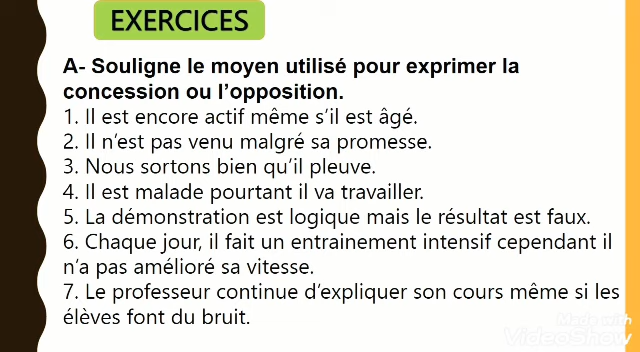 EXERCICES
A- Souligne le moyen utilisé pour exprimer la
concession ou l'opposition.
1. Il est encore actif même s'il est âgé.
2. Il n'est pas venu malgré sa promesse.
3. Nous sortons bien qu'il pleuve.
4. Il est malade pourtant il va travailler.
5. La démonstration est logique mais le résultat est faux.
6. Chaque jour, il fait un entrainement intensif cependant il
n'a pas amélioré sa vitesse.
7. Le professeur continue d'expliquer son cours même si les
élèves font du bruit.
Made with
VideoShow